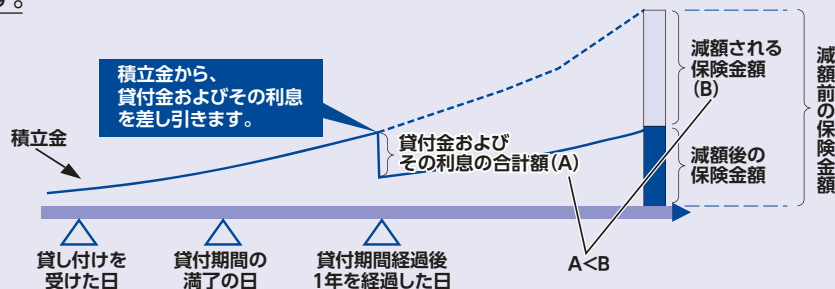 す。
積立金から、
貸付金およびその利息
を差し引きます。
積立金
貸付金および
その利息の合計額(A)
減額される
保険金額
(B)
減額後の
保険金額
減額前の保険金額
貸し付けを
受けた日
貸付期間の
満了の日
貸付期間経過後
1年を経過した日
A<B